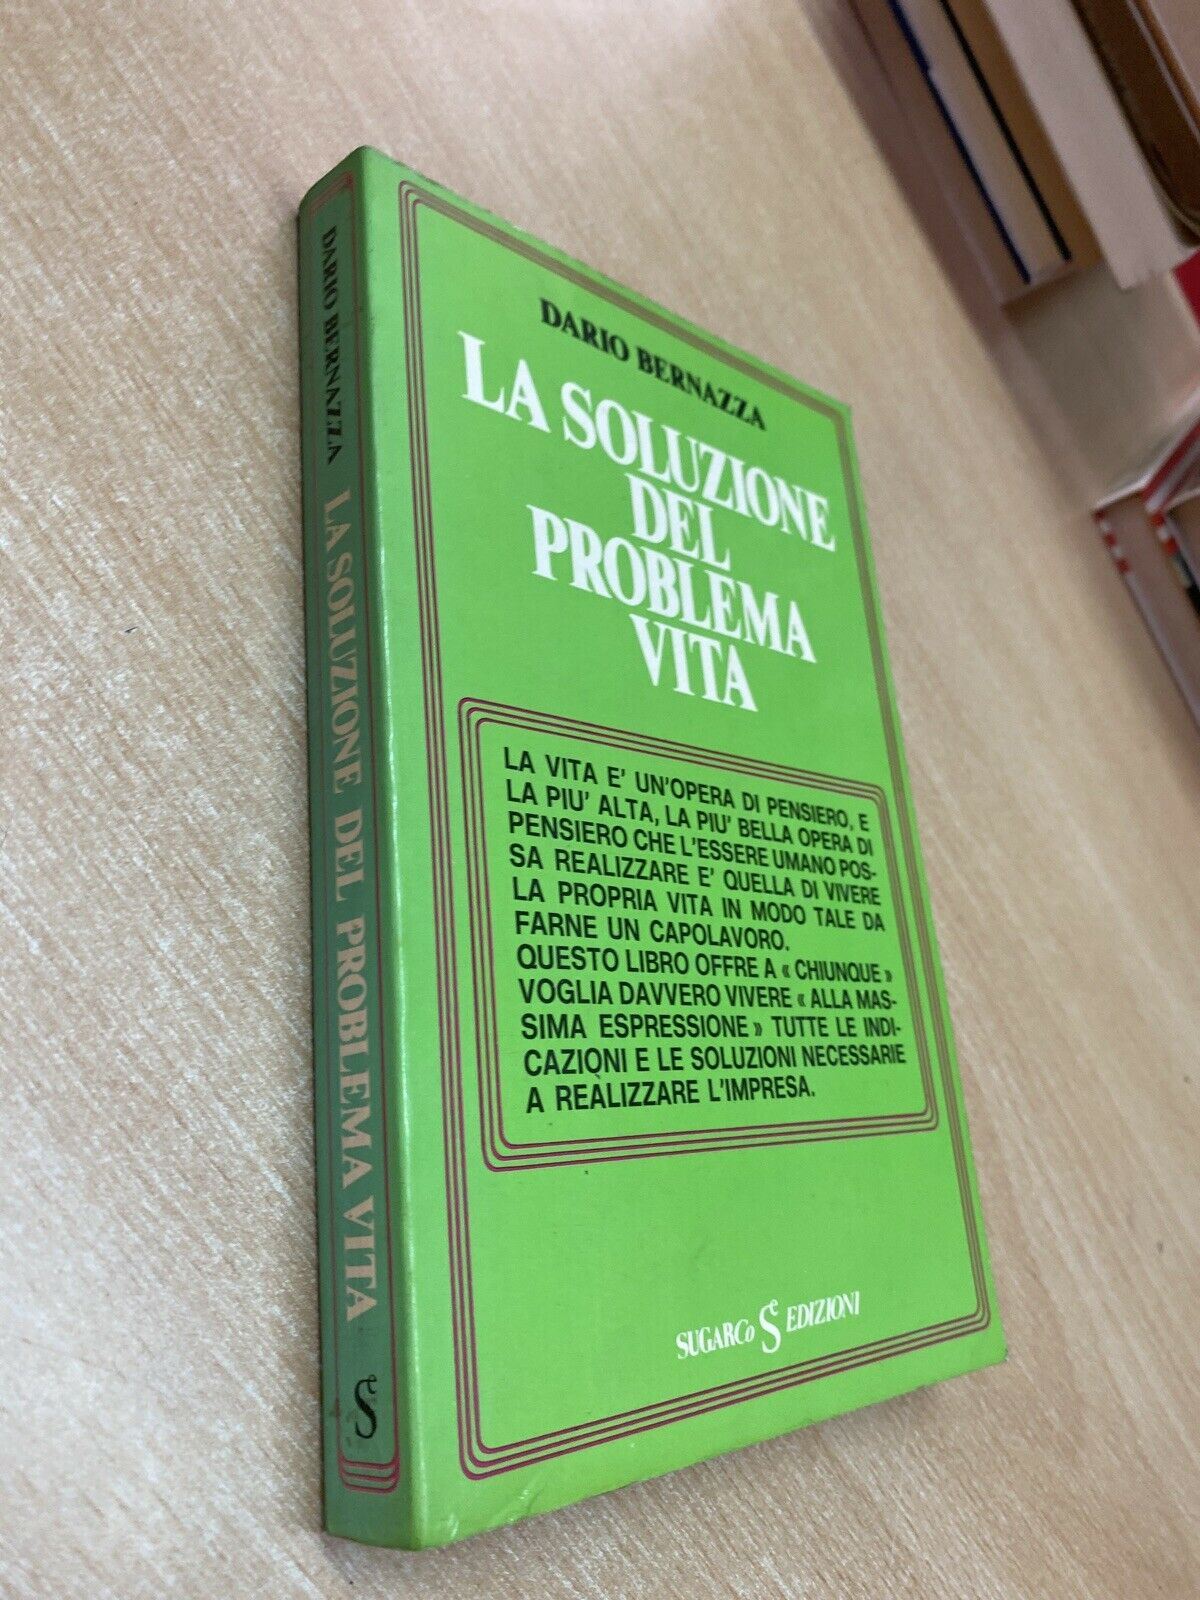 DARIO BERNAZZA
LA SOLUZIONE
DEL
PROBLEMA
VITA
LA VITA E' UN'OPERA DI PENSIERO, E
LA PIU' ALTA, LA PIU' BELLA OPERA DI
PENSIERO CHE L'ESSERE UMANO POS-
SA REALIZZARE E' QUELLA DI VIVERE
LA PROPRIA VITA IN MODO TALE DA
FARNE UN CAPOLAVORO.
QUESTO LIBRO OFFRE A « CHIUNQUE »
VOGLIA DAVVERO VIVERE « ALLA MAS-
SIMA ESPRESSIONE » TUTTE LE INDI-
CAZIONI E LE SOLUZIONI NECESSARIE
A REALIZZARE L'IMPRESA.
SUGARCo EDIZIONI
DARIO BERNAZZA LA SOLUZIONE DEL PROBLEMA VITA